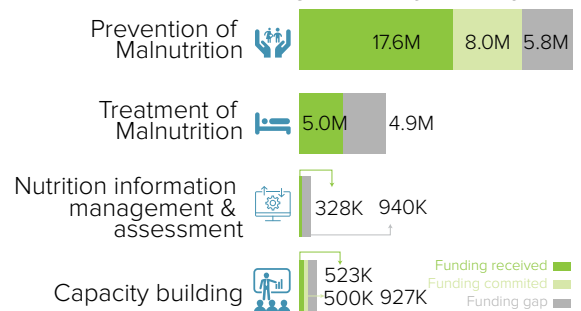 Prevention of
Malnutrition
17.6M 8.0M 5.8M
Treatment of
Malnutrition
5.0M 4.9M
Nutrition information
management &
assessment
328K 940K
Capacity building
523K
500K 927K
Funding received
Funding commited
Funding gap